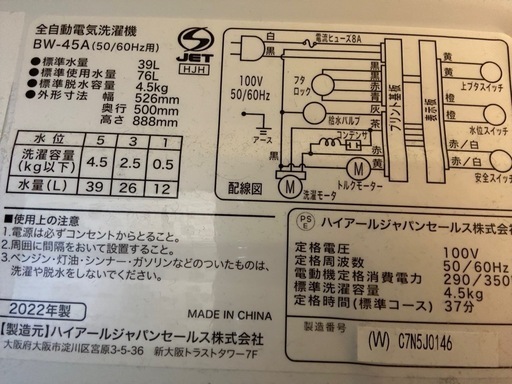 全自動電気洗濯機
BW-45A(50/60Hz用)
JET
HJH
●標準水量 39L
●標準使用水量 76L
●標準脱水容量 4.5kg
●外形寸法 幅 526mm
奥行 500mm
高さ 888mm
水位 5 3 1
洗濯容量(kg以下) 4.5 2.5 0.5
水量(L) 39 26 12
白
黒
電流ヒューズ8A
100V
50/60Hz
アース
フタロック
給水バルブ
コンデンサ
黒
黒
赤
青
灰
茶
黒
M
洗濯モータ
M
トルクモーター
配線図
プリント基板
表示板
黄
黄
上ブタスイッチ
橙
橙
水位スイッチ
赤/白
赤/白
安全スイッチ
■使用上の注意
1.電源は必ずコンセントからとること。
2.周囲に間隔をおいて設置すること。
3.ベンジン・灯油・シンナー・ガソリンなどのついたものは、
洗濯や脱水をしないでください。
2022年製
MADE IN CHINA
【製造元】ハイアールジャパンセールス株式会社
大阪府大阪市淀川区宮原3-5-36 新大阪トラストタワー7F
PS
E
ハイアールジャパンセールス株式会社
定格電圧 100V
定格周波数 50/60Hz
電動機定格消費電力 290/350
標準洗濯容量 4.5kg
定格時間(標準コース) 37分
製造番号
(W) C7N5J0146